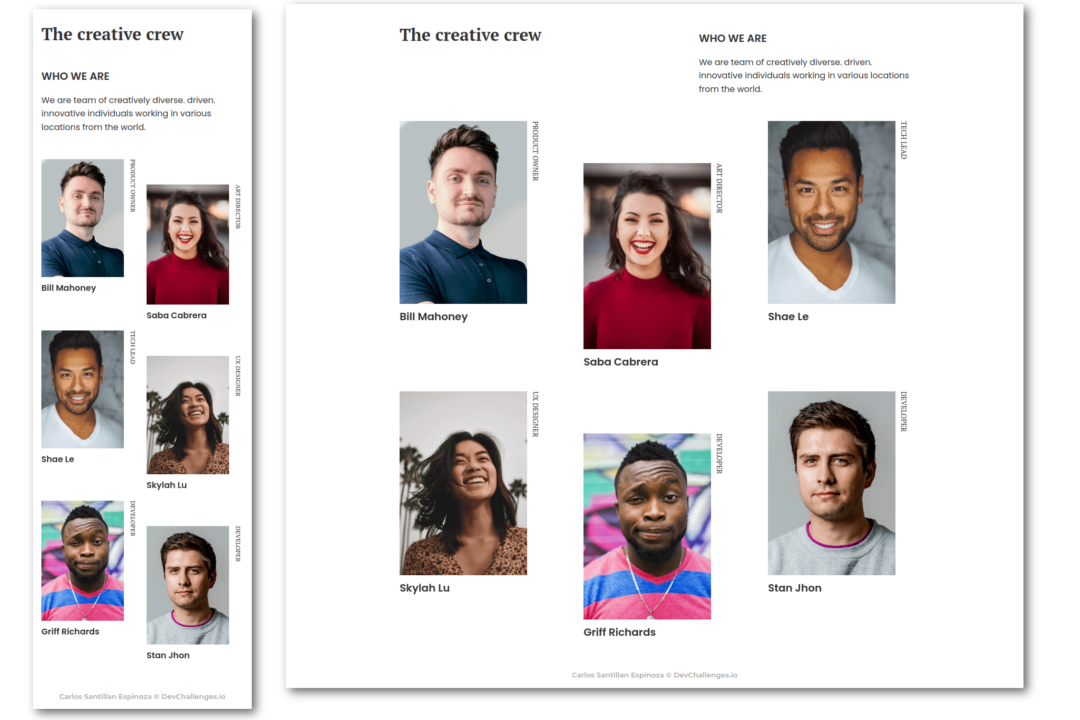 The creative crew
WHO WE ARE
We are team of creatively diverse. driven.
innovative individuals working in various
locations from the world.
PRODUCT OWNER
Bill Mahoney
ART DIRECTOR
Saba Cabrera
TECH LEAD
Shae Le
UX DESIGNER
Skylah Lu
DEVELOPER
Griff Richards
DEVELOPER
Stan Jhon
Carlos Santillan Espinoza © DevChallenges.io
The creative crew
WHO WE ARE
We are team of creatively diverse. driven.
innovative individuals working in various locations
from the world.
PRODUCT OWNER
Bill Mahoney
ART DIRECTOR
Saba Cabrera
TECH LEAD
Shae Le
UX DESIGNER
Skylah Lu
DEVELOPER
Griff Richards
DEVELOPER
Stan Jhon
Carlos Santillan Espinoza © DevChallenges.io